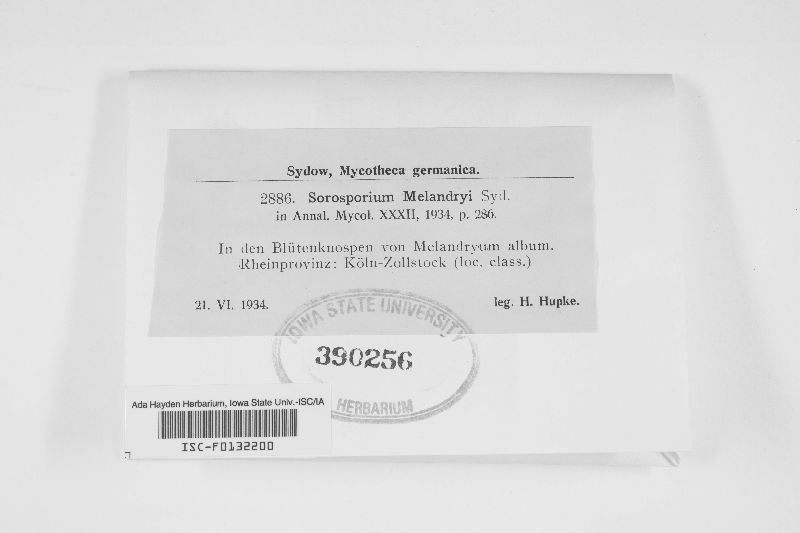 Sydow, Mycotheca germanica.
2886. Sorosporium Melandryi Syd.
in Annal. Mycol. XXXII, 1934, p. 286.
In den Blütenknospen von Melandryum album.
Rheinprovinz: Köln-Zollstock (loc. class.)
21. VI. 1934. leg. H. Hupke.
IOWA STATE UNIVERSITY
390256
HERBARIUM
Ada Hayden Herbarium, Iowa State Univ.-ISC/IA
ISC-F0132200